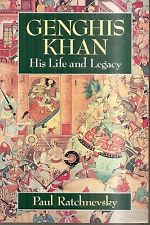 GENGHIS
KHAN
His Life and Legacy
Paul Ratchnevsky